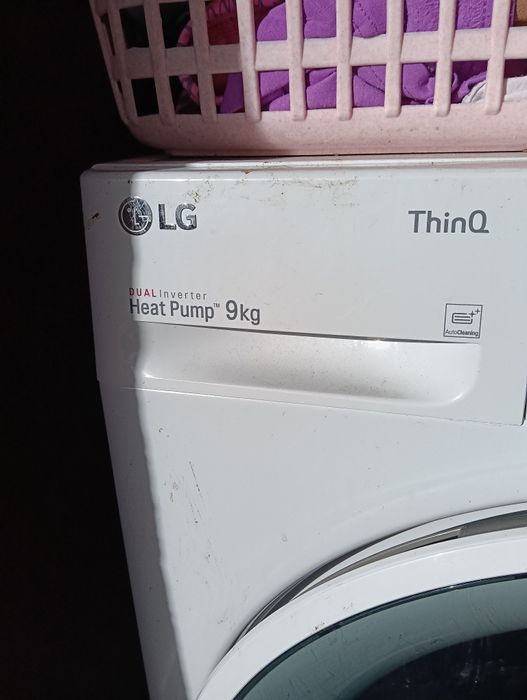 LG
ThinQ
DUAL Inverter
Heat Pump™ 9kg
AutoCleaning